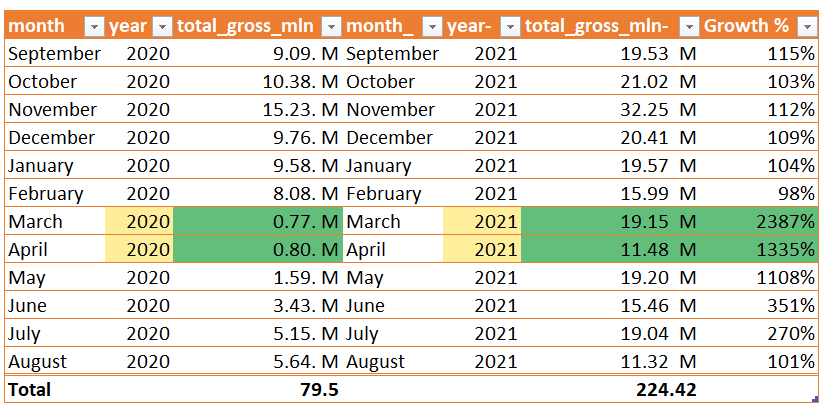 month year total_gross_mln month_ year- total_gross_mln- Growth %
September 2020 9.09. M September 2021 19.53 M 115%
October 2020 10.38. M October 2021 21.02 M 103%
November 2020 15.23. M November 2021 32.25 M 112%
December 2020 9.76. M December 2021 20.41 M 109%
January 2020 9.58. M January 2021 19.57 M 104%
February 2020 8.08. M February 2021 15.99 M 98%
March 2020 0.77. M March 2021 19.15 M 2387%
April 2020 0.80. M April 2021 11.48 M 1335%
May 2020 1.59. M May 2021 19.20 M 1108%
June 2020 3.43. M June 2021 15.46 M 351%
July 2020 5.15. M July 2021 19.04 M 270%
August 2020 5.64. M August 2021 11.32 M 101%
Total 79.5 224.42